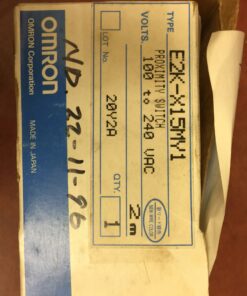 OMRON
OMRON Corporation
MADE IN JAPAN
TYPE E2K-X15MY1
PROXIMITY SWITCH
VOLTS. 100 to 240 VAC
2m
LOT No. 20Y2A
QTY. 1
ND. 22-11-96